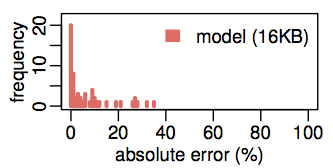 frequency
0 10 20
model (16KB)
0 20 40 60 80 100
absolute error (%)